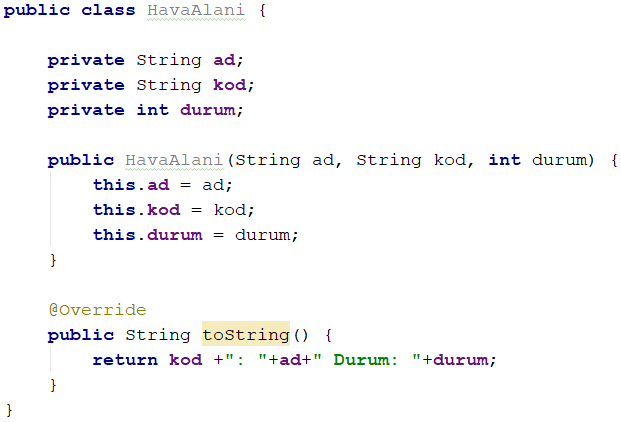 public class HavaAlani {
private String ad;
private String kod;
private int durum;
public HavaAlani(String ad, String kod, int durum) {
this.ad = ad;
this.kod = kod;
this.durum = durum;
}
@Override
public String toString() {
return kod +": "+ad+" Durum: "+durum;
}
}